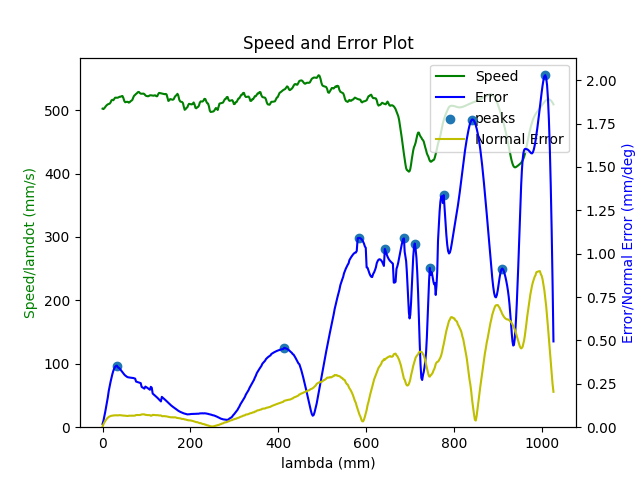 Speed and Error Plot
Speed
Error
peaks
Normal Error
Speed/lamdot (mm/s)
0
100
200
300
400
500
Error/Normal Error (mm/deg)
0.00
0.25
0.50
0.75
1.00
1.25
1.50
1.75
2.00
0
200
400
600
800
1000
lambda (mm)